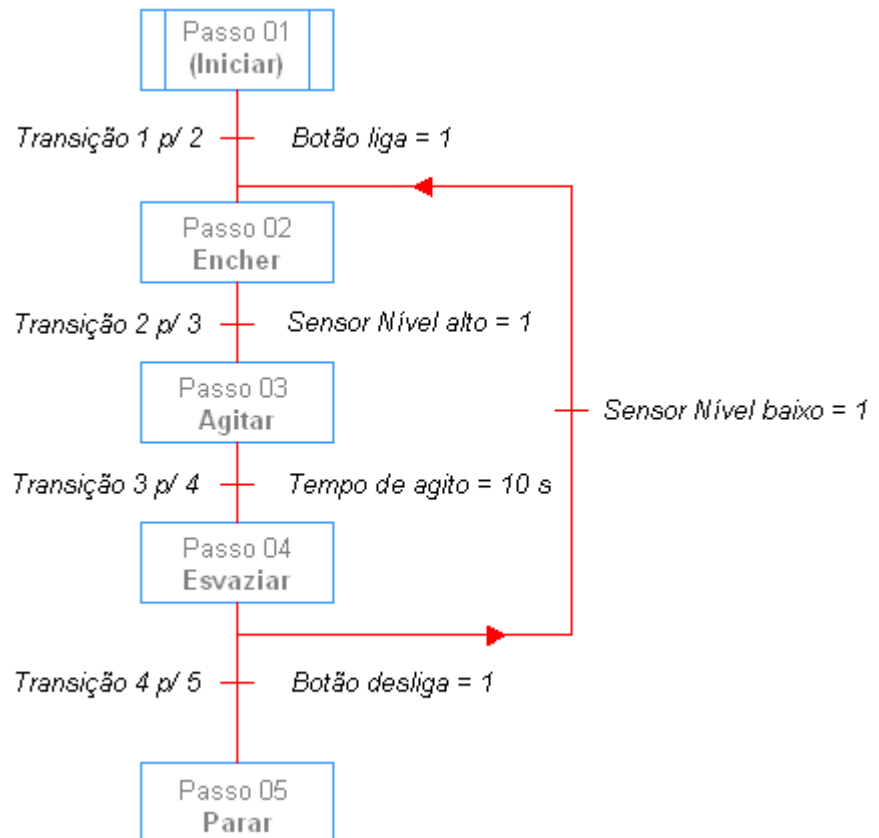 Passo 01
(Iniciar)
Transição 1 p/ 2
Botão liga = 1
Passo 02
Encher
Transição 2 p/ 3
Sensor Nível alto = 1
Passo 03
Agitar
Sensor Nível baixo = 1
Transição 3 p/ 4
Tempo de agito = 10 s
Passo 04
Esvaziar
Transição 4 p/ 5
Botão desliga = 1
Passo 05
Parar